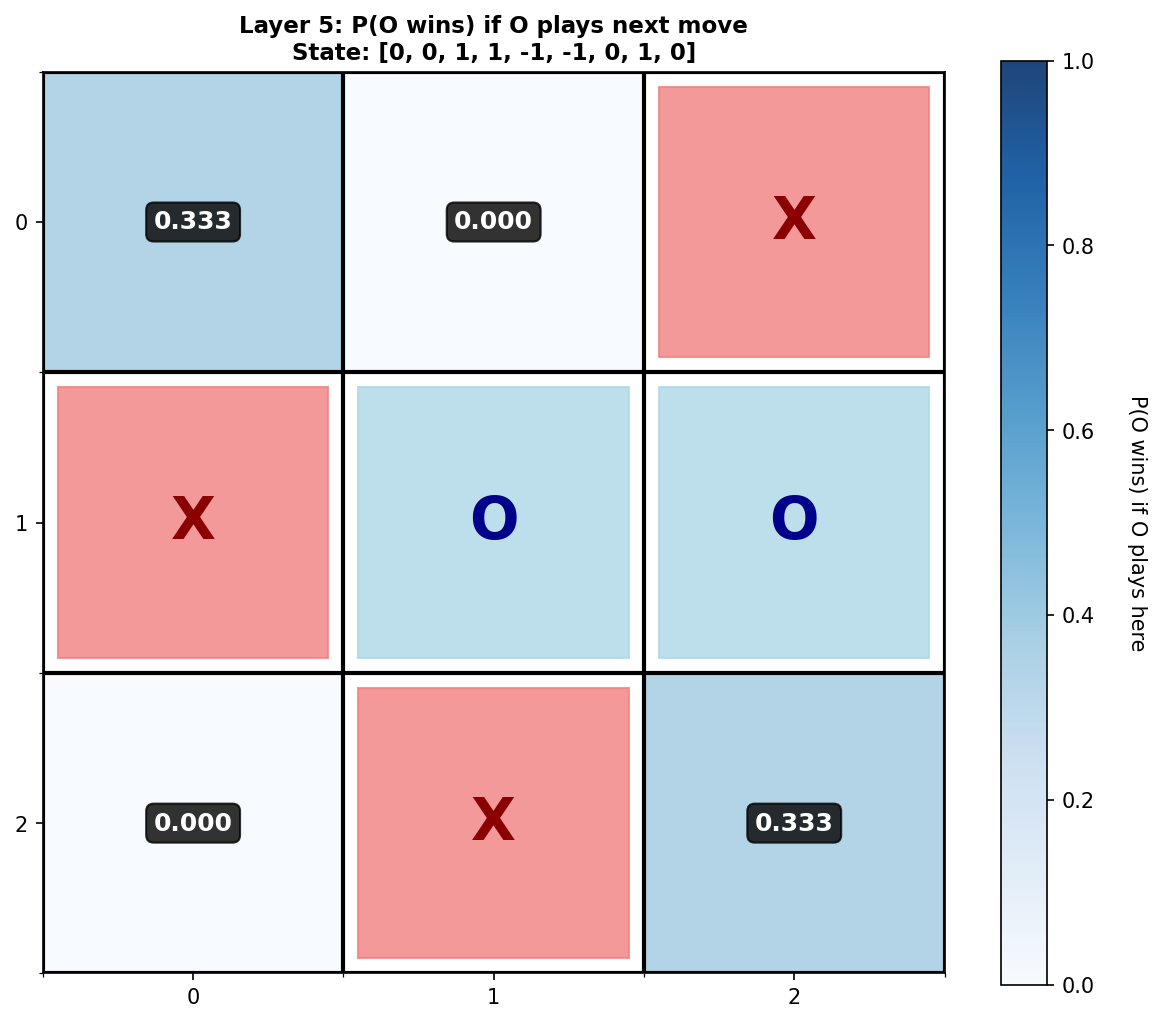 Layer 5: P(O wins) if O plays next move
State: [0, 0, 1, 1, -1, -1, 0, 1, 0]
0
0.333
0.000
X
1
X
O
O
2
0.000
X
0.333
0
1
2
1.0
0.8
0.6
0.4
0.2
0.0
P(O wins) if O plays here